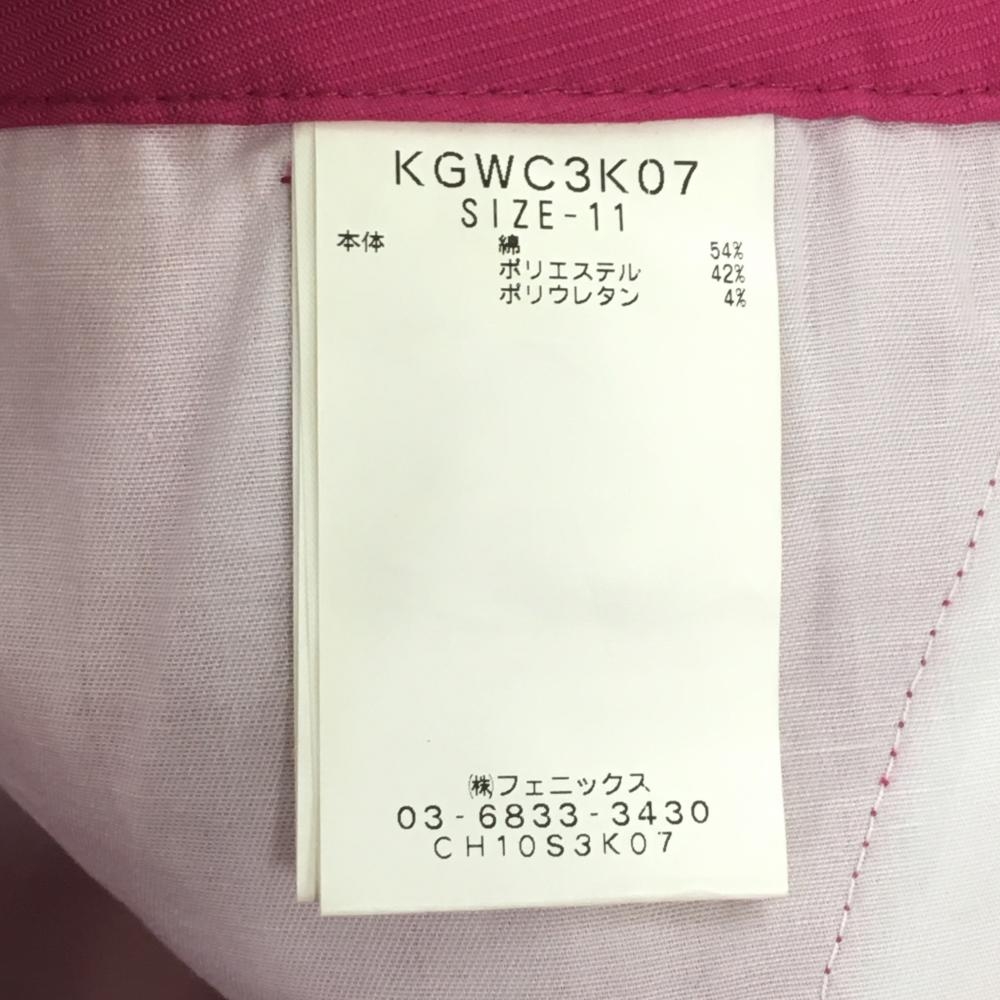 KGWC3K07
SIZE-11
本体 綿 54%
ポリエステル 42%
ポリウレタン 4%
㈱フェニックス
03-6833-3430
CH10S3K07